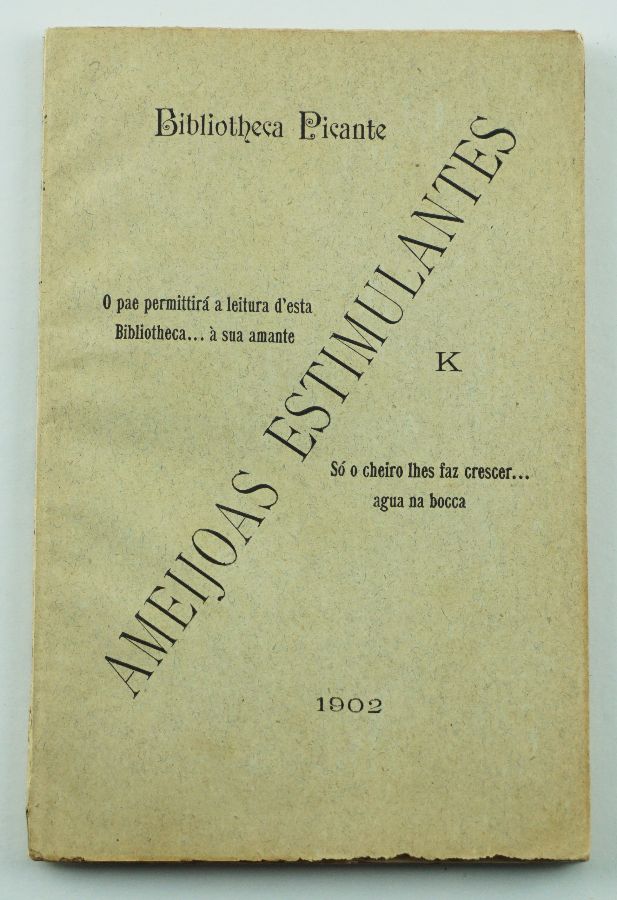 Bibliotheca Picante
O pae permittirá a leitura d'esta
Bibliotheca... à sua amante
AMEIJOAS ESTIMULANTES
K
Só o cheiro lhes faz crescer...
agua na bocca
1902